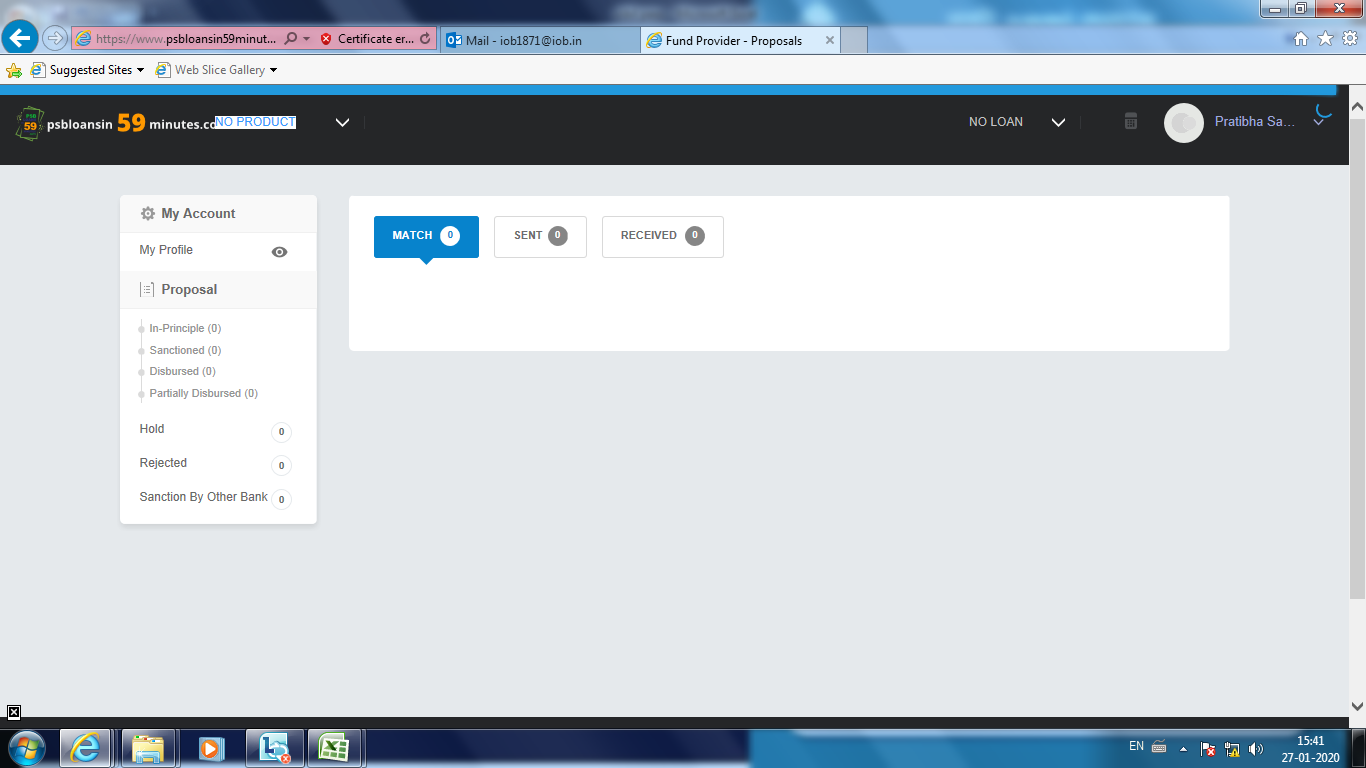 https://www.psbloansin59minut...
Certificate er...
Mail - iob1871@iob.in
Fund Provider - Proposals
Suggested Sites
Web Slice Gallery
PSB
59
psbloansin 59 minutes.co
NO PRODUCT
NO LOAN
Pratibha Sa...
My Account
My Profile
Proposal
In-Principle (0)
Sanctioned (0)
Disbursed (0)
Partially Disbursed (0)
Hold 0
Rejected 0
Sanction By Other Bank 0
MATCH 0
SENT 0
RECEIVED 0
EN
15:41
27-01-2020